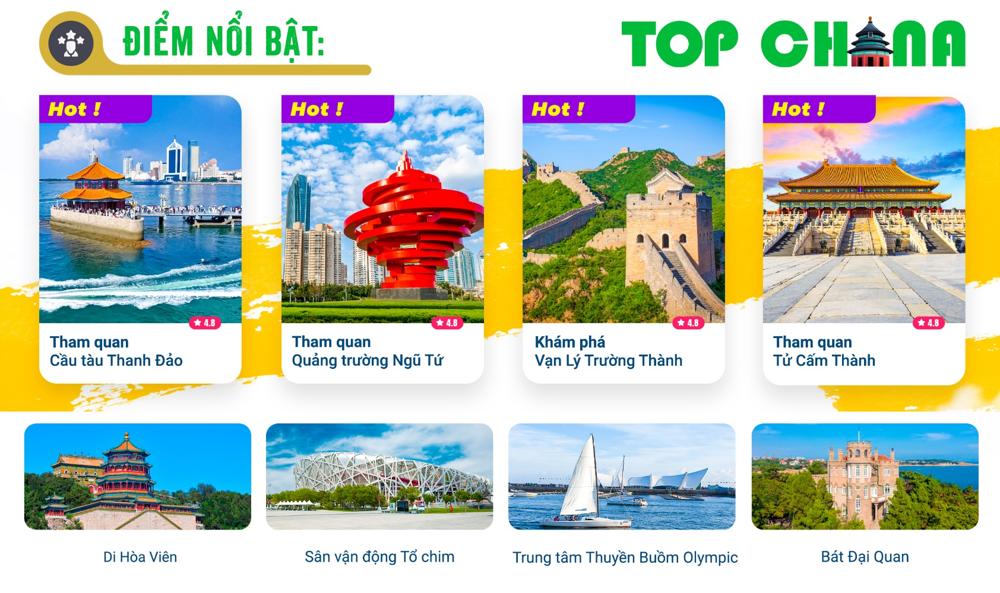 ĐIỂM NỔI BẬT:
TOP CHINA
Hot !
Hot !
Hot !
Hot !
4.8
4.8
4.8
4.8
Tham quan
Cầu tàu Thanh Đảo
Tham quan
Quảng trường Ngũ Tứ
Khám phá
Vạn Lý Trường Thành
Tham quan
Tử Cấm Thành
Di Hòa Viên
Sân vận động Tổ chim
Trung tâm Thuyền Buồm Olympic
Bát Đại Quan